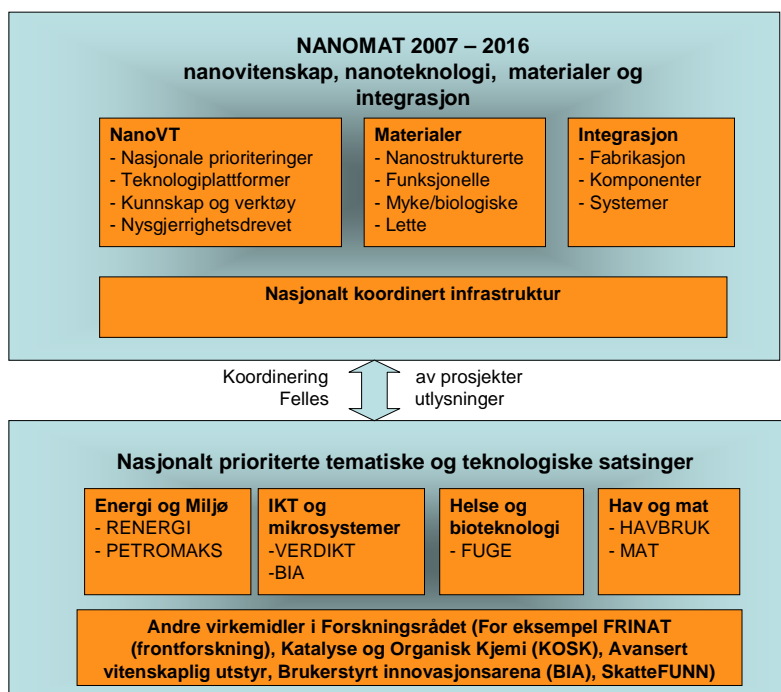 NANOMAT 2007 – 2016
nanovitenskap, nanoteknologi, materialer og
integrasjon
NanoVT
- Nasjonale prioriteringer
- Teknologiplattformer
- Kunnskap og verktøy
- Nysgjerrighetsdrevet
Materialer
- Nanostrukturerte
- Funksjonelle
- Myke/biologiske
- Lette
Integrasjon
- Fabrikasjon
- Komponenter
- Systemer
Nasjonalt koordinert infrastruktur
Koordinering av prosjekter
Felles utlysninger
Nasjonalt prioriterte tematiske og teknologiske satsinger
Energi og Miljø
- RENERGI
- PETROMAKS
IKT og
mikrosystemer
-VERDIKT
-BIA
Helse og
bioteknologi
- FUGE
Hav og mat
- HAVBRUK
- MAT
Andre virkemidler i Forskningsrådet (For eksempel FRINAT
(frontforskning), Katalyse og Organisk Kjemi (KOSK), Avansert
vitenskaplig utstyr, Brukerstyrt innovasjonsarena (BIA), SkatteFUNN)